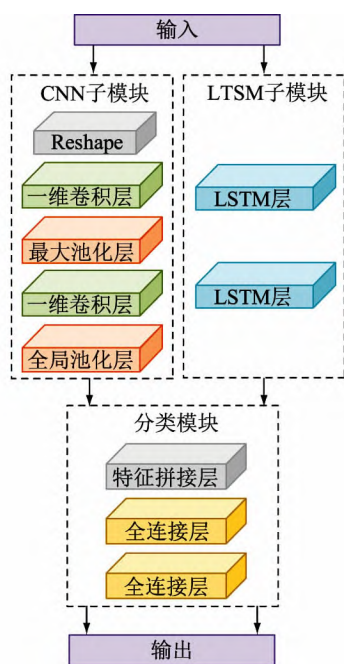 输入
CNN子模块
Reshape
一维卷积层
最大池化层
一维卷积层
全局池化层
LTSM子模块
LSTM层
LSTM层
分类模块
特征拼接层
全连接层
全连接层
输出